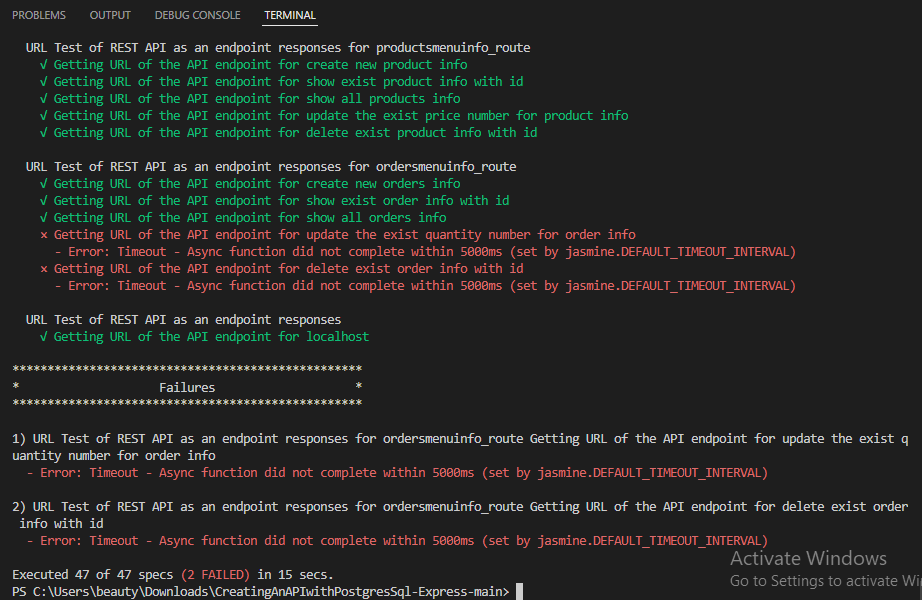 PROBLEMS OUTPUT DEBUG CONSOLE TERMINAL
URL Test of REST API as an endpoint responses for productsmenuinfo_route
√ Getting URL of the API endpoint for create new product info
√ Getting URL of the API endpoint for show exist product info with id
√ Getting URL of the API endpoint for show all products info
√ Getting URL of the API endpoint for update the exist price number for product info
√ Getting URL of the API endpoint for delete exist product info with id
URL Test of REST API as an endpoint responses for ordersmenuinfo_route
√ Getting URL of the API endpoint for create new orders info
√ Getting URL of the API endpoint for show exist order info with id
√ Getting URL of the API endpoint for show all orders info
× Getting URL of the API endpoint for update the exist quantity number for order info
- Error: Timeout - Async function did not complete within 5000ms (set by jasmine.DEFAULT_TIMEOUT_INTERVAL)
× Getting URL of the API endpoint for delete exist order info with id
- Error: Timeout - Async function did not complete within 5000ms (set by jasmine.DEFAULT_TIMEOUT_INTERVAL)
URL Test of REST API as an endpoint responses
√ Getting URL of the API endpoint for localhost
**************************************************
* Failures *
**************************************************
1) URL Test of REST API as an endpoint responses for ordersmenuinfo_route Getting URL of the API endpoint for update the exist q
uantity number for order info
- Error: Timeout - Async function did not complete within 5000ms (set by jasmine.DEFAULT_TIMEOUT_INTERVAL)
2) URL Test of REST API as an endpoint responses for ordersmenuinfo_route Getting URL of the API endpoint for delete exist order
info with id
- Error: Timeout - Async function did not complete within 5000ms (set by jasmine.DEFAULT_TIMEOUT_INTERVAL)
Activate Windows
Executed 47 of 47 specs (2 FAILED) in 15 secs.
Go to Settings to activate Wi
PS C:\Users\beauty\Downloads\CreatingAnAPIwithPostgresSql-Express-main>